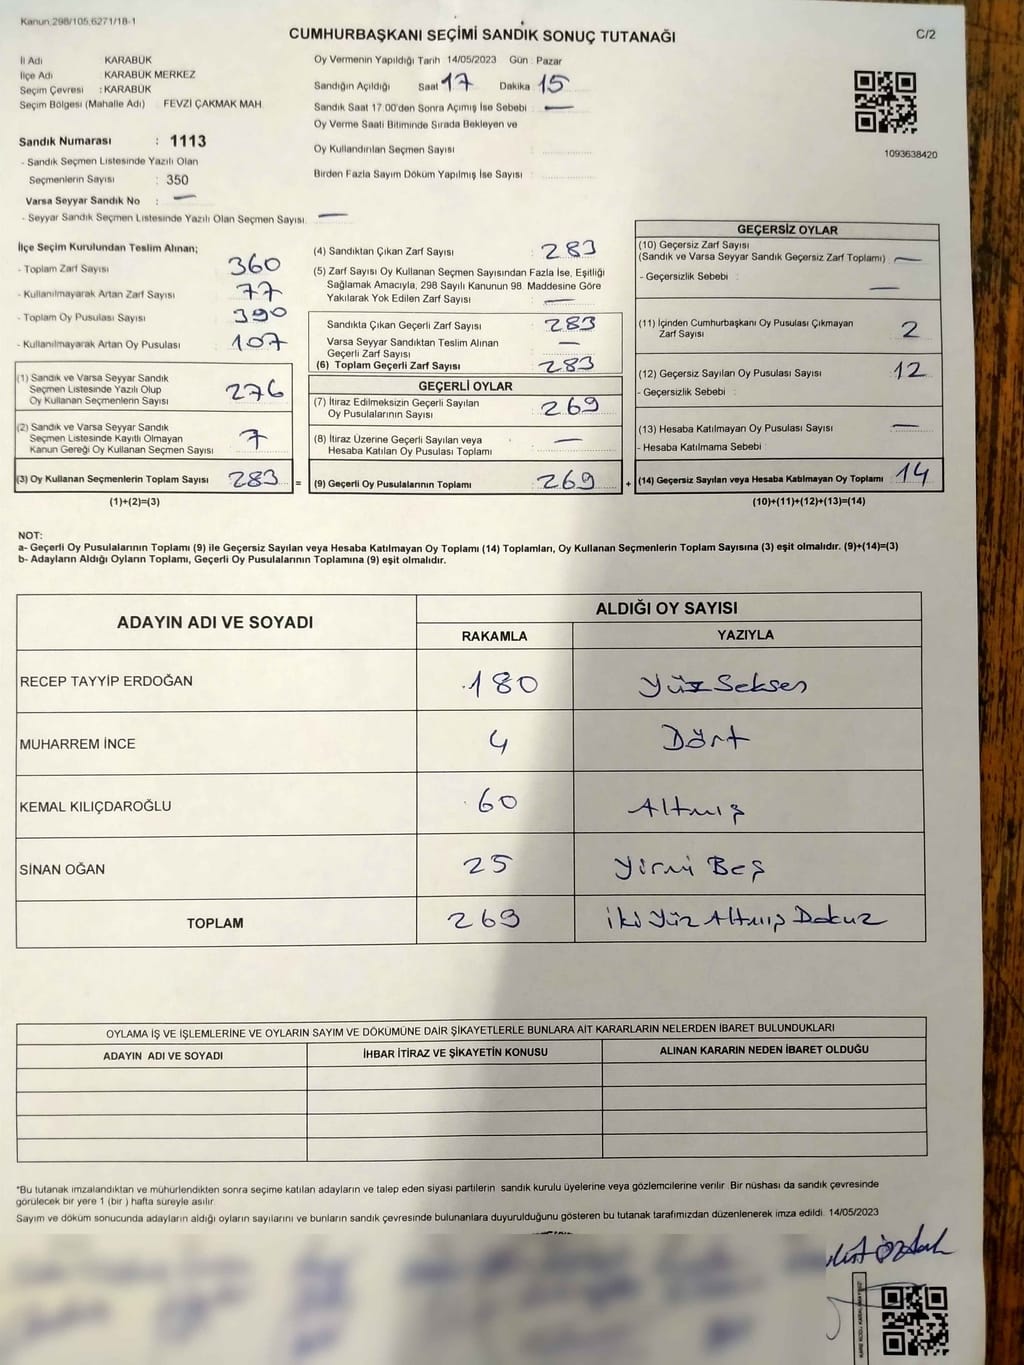 Kanun.298/105,6271/18-1
CUMHURBAŞKANI SEÇİMİ SANDIK SONUÇ TUTANAĞI
C/2
İl Adı KARABÜK
İlçe Adı KARABÜK MERKEZ
Seçim Çevresi : KARABÜK
Seçim Bölgesi (Mahalle Adı) FEVZİ ÇAKMAK MAH.
Oy Vermenin Yapıldığı Tarih 14/05/2023 Gün : Pazar
Sandığın Açıldığı Saat 17 Dakika 15
Sandık Saat 17.00'den Sonra Açımış İse Sebebi —
Oy Verme Saati Bitiminde Sırada Bekleyen ve
Oy Kullandırılan Seçmen Sayısı
Birden Fazla Sayım Döküm Yapılmış İse Sayısı
1093638420
Sandık Numarası : 1113
- Sandık Seçmen Listesinde Yazılı Olan
Seçmenlerin Sayısı : 350
Varsa Seyyar Sandık No : —
- Seyyar Sandık Seçmen Listesinde Yazılı Olan Seçmen Sayısı —
İlçe Seçim Kurulundan Teslim Alınan;
- Toplam Zarf Sayısı 360
- Kullanılmayarak Artan Zarf Sayısı 77
- Toplam Oy Pusulası Sayısı 390
- Kullanılmayarak Artan Oy Pusulası 107
(1) Sandık ve Varsa Seyyar Sandık
Seçmen Listesinde Yazılı Olup
Oy Kullanan Seçmenlerin Sayısı 276
(2) Sandık ve Varsa Seyyar Sandık
Seçmen Listesinde Kayıtlı Olmayan
Kanun Gereği Oy Kullanan Seçmen Sayısı 7
(3) Oy Kullanan Seçmenlerin Toplam Sayısı 283 =
(1)+(2)=(3)
(4) Sandıktan Çıkan Zarf Sayısı 283
(5) Zarf Sayısı Oy Kullanan Seçmen Sayısından Fazla İse, Eşitliği
Sağlamak Amacıyla, 298 Sayılı Kanunun 98. Maddesine Göre
Yakılarak Yok Edilen Zarf Sayısı —
Sandıkta Çıkan Geçerli Zarf Sayısı 283
Varsa Seyyar Sandıktan Teslim Alınan
Geçerli Zarf Sayısı —
(6) Toplam Geçerli Zarf Sayısı 283
GEÇERLİ OYLAR
(7) İtiraz Edilmeksizin Geçerli Sayılan
Oy Pusulalarının Sayısı 269
(8) İtiraz Üzerine Geçerli Sayılan veya
Hesaba Katılan Oy Pusulası Toplamı —
(9) Geçerli Oy Pusulalarının Toplamı 269 +
GEÇERSİZ OYLAR
(10) Geçersiz Zarf Sayısı
(Sandık ve Varsa Seyyar Sandık Geçersiz Zarf Toplamı) —
- Geçersizlik Sebebi : —
(11) İçinden Cumhurbaşkanı Oy Pusulası Çıkmayan
Zarf Sayısı 2
(12) Geçersiz Sayılan Oy Pusulası Sayısı 12
- Geçersizlik Sebebi :
(13) Hesaba Katılmayan Oy Pusulası Sayısı —
- Hesaba Katılmama Sebebi :
(14) Geçersiz Sayılan veya Hesaba Katılmayan Oy Toplamı 14
(10)+(11)+(12)+(13)=(14)
NOT:
a- Geçerli Oy Pusulalarının Toplamı (9) ile Geçersiz Sayılan veya Hesaba Katılmayan Oy Toplamı (14) Toplamları, Oy Kullanan Seçmenlerin Toplam Sayısına (3) eşit olmalıdır. (9)+(14)=(3)
b- Adayların Aldığı Oyların Toplamı, Geçerli Oy Pusulalarının Toplamına (9) eşit olmalıdır.
ADAYIN ADI VE SOYADI
ALDIĞI OY SAYISI
RAKAMLA YAZIYLA
RECEP TAYYİP ERDOĞAN 180 Yüz Seksen
MUHARREM İNCE 4 Dört
KEMAL KILIÇDAROĞLU 60 Altmış
SİNAN OĞAN 25 Yirmi Beş
TOPLAM 269 İki Yüz Altmış Dokuz
OYLAMA İŞ VE İŞLEMLERİNE VE OYLARIN SAYIM VE DÖKÜMÜNE DAİR ŞİKAYETLERLE BUNLARA AİT KARARLARIN NELERDEN İBARET BULUNDUKLARI
ADAYIN ADI VE SOYADI İHBAR İTİRAZ VE ŞİKAYETİN KONUSU ALINAN KARARIN NEDEN İBARET OLDUĞU
*Bu tutanak imzalandıktan ve mühürlendikten sonra seçime katılan adayların ve talep eden siyasi partilerin sandık kurulu üyelerine veya gözlemcilerine verilir. Bir nüshası da sandık çevresinde
görülecek bir yere 1 (bir ) hafta süreyle asılır.
Sayım ve döküm sonucunda adayların aldığı oyların sayılarını ve bunların sandık çevresinde bulunanlara duyurulduğunu gösteren bu tutanak tarafımızdan düzenlenerek imza edildi. 14/05/2023